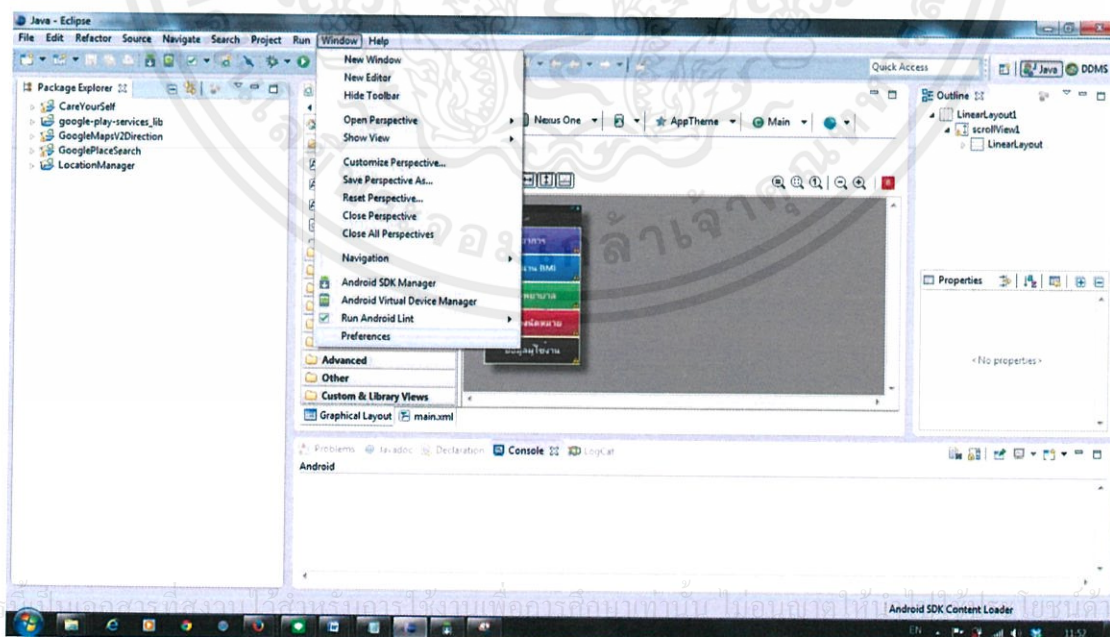 Java - Eclipse
File Edit Refactor Source Navigate Search Project Run Window Help
Quick Access
Java
DDMS
Package Explorer
CareYourSelf
google-play-services_lib
GoogleMapsV2Direction
GooglePlaceSearch
LocationManager
New Window
New Editor
Hide Toolbar
Open Perspective
Show View
Customize Perspective...
Save Perspective As...
Reset Perspective...
Close Perspective
Close All Perspectives
Navigation
Android SDK Manager
Android Virtual Device Manager
Run Android Lint
Preferences
Nexus One
AppTheme
Main
BMI
Advanced
Other
Custom & Library Views
Graphical Layout
main.xml
Outline
LinearLayout1
scrollView1
LinearLayout
Properties
<No properties>
Problems
Javadoc
Declaration
Console
LogCat
Android
Android SDK Content Loader
EN
11:52